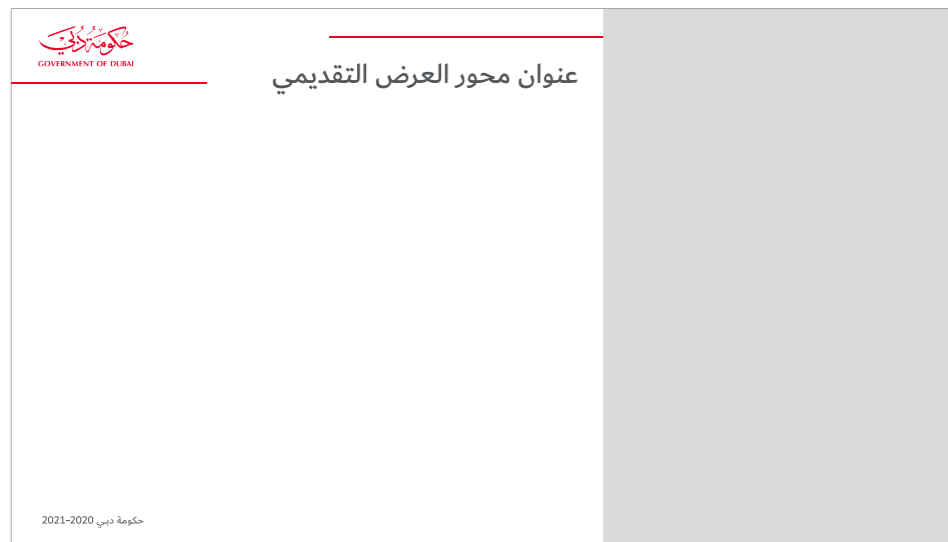 حكومة دبي
GOVERNMENT OF DUBAI
عنوان محور العرض التقديمي
حكومة دبي 2020-2021